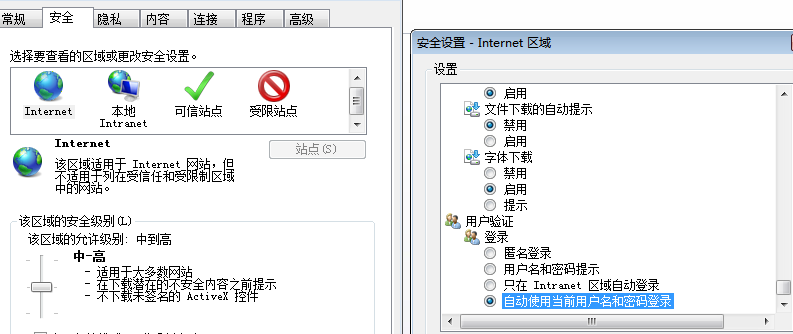 常规 安全 隐私 内容 连接 程序 高级
选择要查看的区域或更改安全设置。
Internet 本地 Intranet 可信站点 受限站点
Internet
站点(S)
该区域适用于 Internet 网站，但
不适用于列在受信任和受限制区域
中的网站。
该区域的安全级别(L)
该区域的允许级别: 中到高
中-高
- 适用于大多数网站
- 在下载潜在的不安全内容之前提示
- 不下载未签名的 ActiveX 控件
安全设置 - Internet 区域
设置
启用
文件下载的自动提示
禁用
启用
字体下载
禁用
启用
提示
用户验证
登录
匿名登录
用户名和密码提示
只在 Intranet 区域自动登录
自动使用当前用户名和密码登录